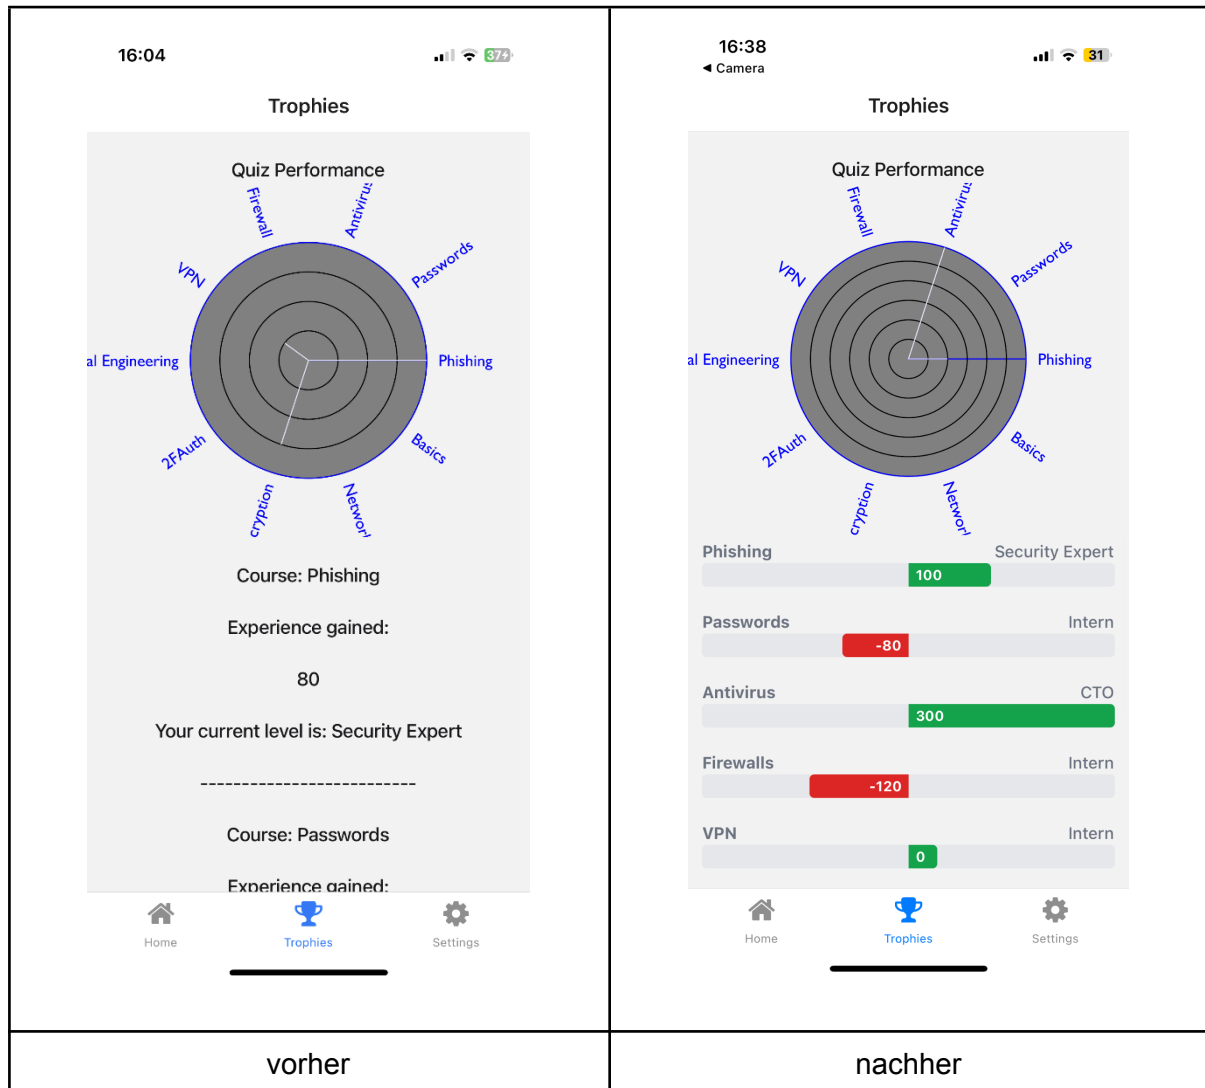 16:04
37
Trophies
Quiz Performance
Firewall
Antivirus
VPN
Passwords
al Engineering
Phishing
2FAuth
Basics
cryption
Networ
Course: Phishing
Experience gained:
80
Your current level is: Security Expert
--------------------------
Course: Passwords
Experience gained:
Home
Trophies
Settings
vorher
16:38
◀ Camera
31
Trophies
Quiz Performance
Firewall
Antivirus
VPN
Passwords
al Engineering
Phishing
2FAuth
Basics
cryption
Networ
Phishing Security Expert
100
Passwords Intern
-80
Antivirus CTO
300
Firewalls Intern
-120
VPN Intern
0
Home
Trophies
Settings
nachher